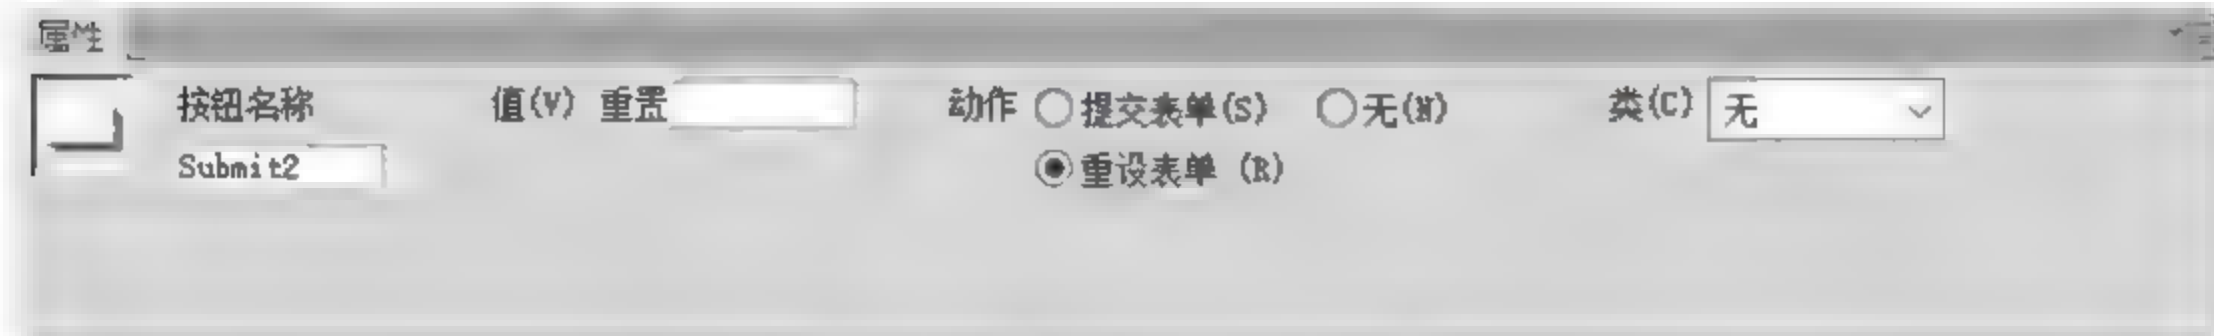 属性
按钮名称 值(V) 重置 动作 提交表单(S) 无(N) 类(C) 无
Submit2 重设表单 (R)